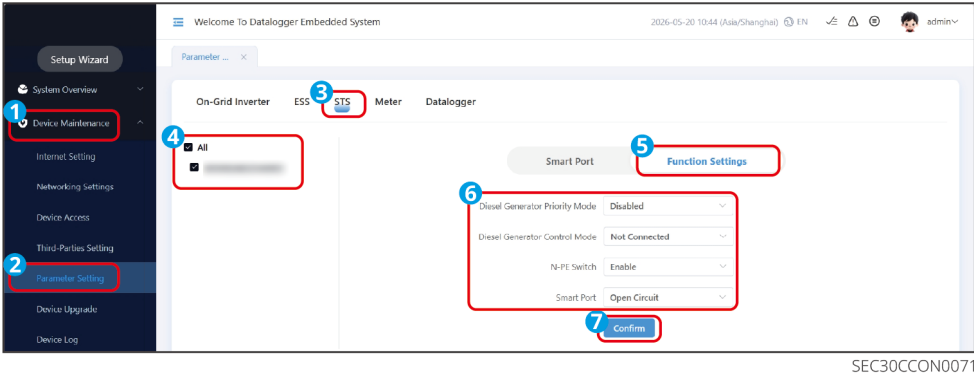 Welcome To Datalogger Embedded System
2026-05-20 10:44 (Asia/Shanghai) EN
admin
Setup Wizard
Parameter ... ×
System Overview
1
Device Maintenance
Internet Setting
Networking Settings
Device Access
Third-Parties Setting
2
Parameter Setting
Device Upgrade
Device Log
On-Grid Inverter ESS 3 STS Meter Datalogger
4
All
5
Smart Port Function Settings
6
Diesel Generator Priority Mode Disabled
Diesel Generator Control Mode Not Connected
N-PE Switch Enable
Smart Port Open Circuit
7
Confirm
SEC30CCON0071